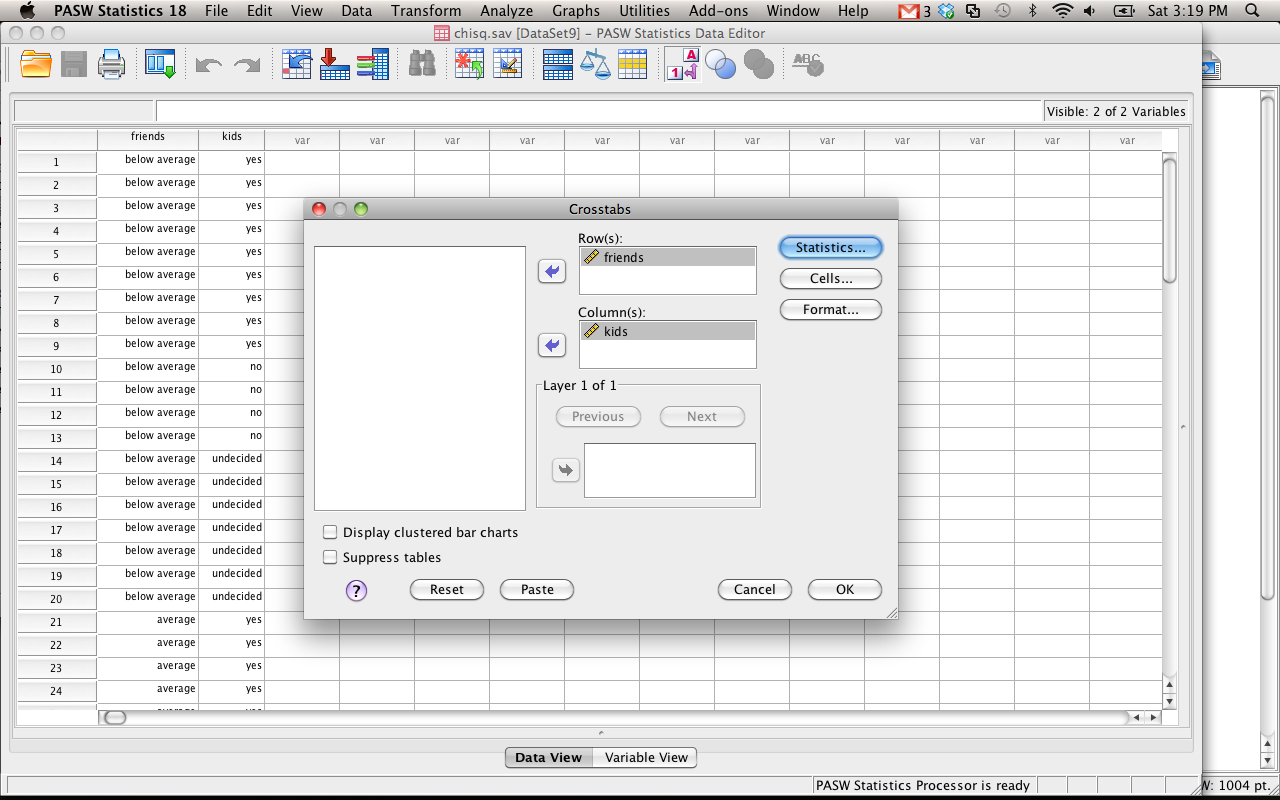 PASW Statistics 18 File Edit View Data Transform Analyze Graphs Utilities Add-ons Window Help 3 Sat 3:19 PM
chisq.sav [DataSet9] – PASW Statistics Data Editor
ABC
Visible: 2 of 2 Variables
friends kids var var var var var var var var var var var var
1 below average yes
2 below average yes
3 below average yes
4 below average yes
5 below average yes
6 below average yes
7 below average yes
8 below average yes
9 below average yes
10 below average no
11 below average no
12 below average no
13 below average no
14 below average undecided
15 below average undecided
16 below average undecided
17 below average undecided
18 below average undecided
19 below average undecided
20 below average undecided
21 average yes
22 average yes
23 average yes
24 average yes
Crosstabs
Row(s):
friends
Column(s):
kids
Statistics...
Cells...
Format...
Layer 1 of 1
Previous Next
Display clustered bar charts
Suppress tables
? Reset Paste Cancel OK
Data View Variable View
PASW Statistics Processor is ready
W: 1004 pt.